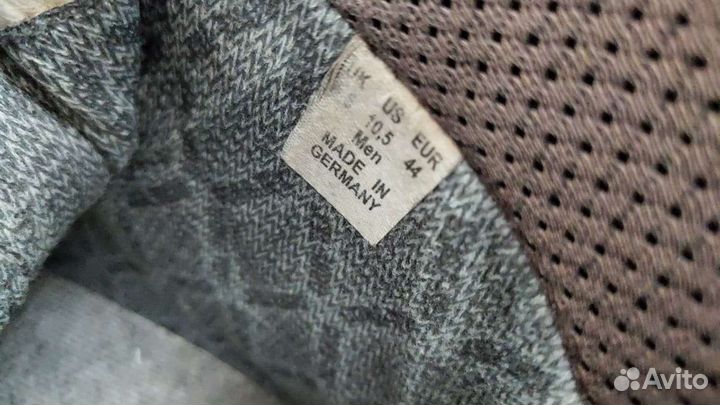 UK US EUR
10.5 44
Men
MADE IN
GERMANY
Avito